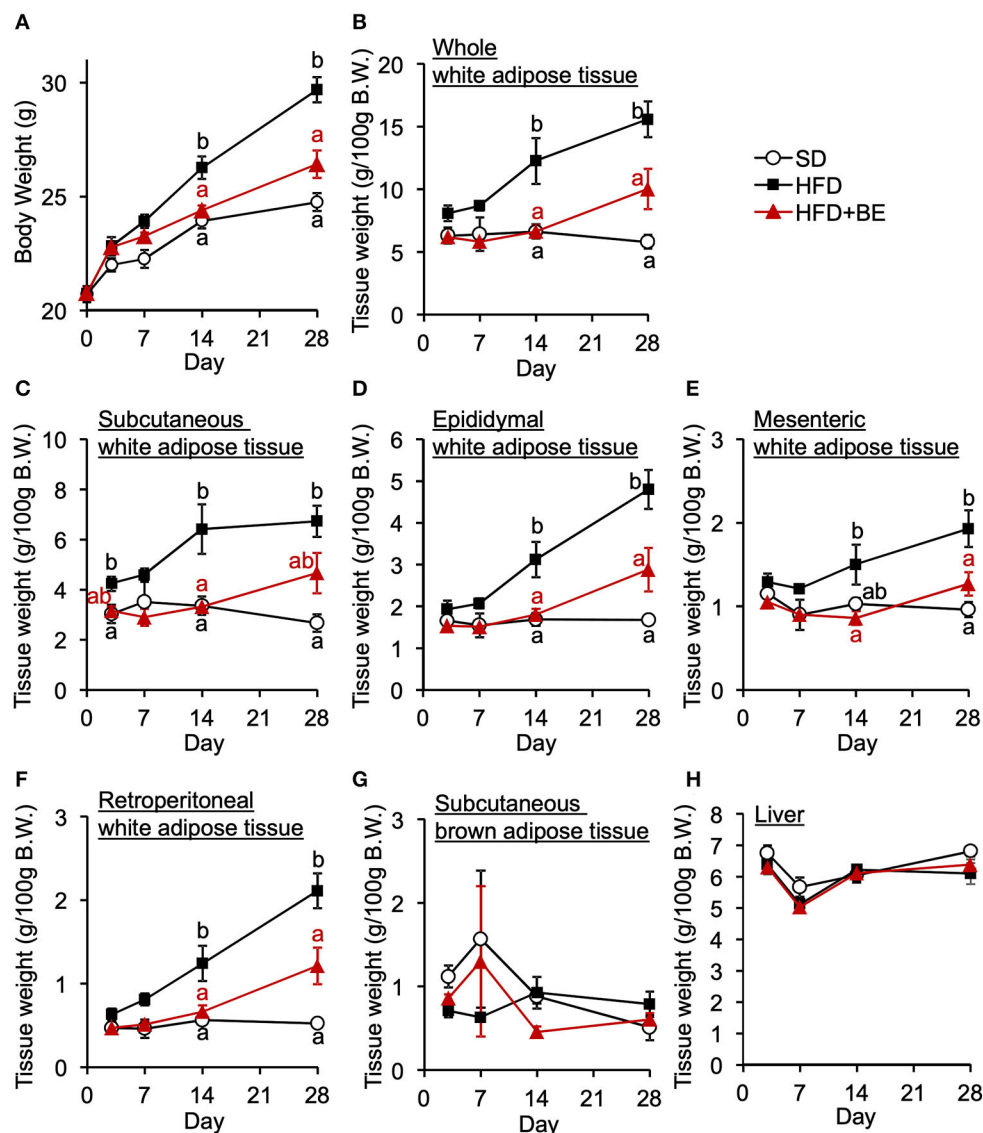 A
Body Weight (g)
30
25
20
b
b
a
a
a
a
0 7 14 21 28
Day
B
Whole
white adipose tissue
Tissue weight (g/100g B.W.)
20
15
10
5
0
b
b
a
a
a
a
0 7 14 21 28
Day
SD
HFD
HFD+BE
C
Subcutaneous
white adipose tissue
Tissue weight (g/100g B.W.)
10
8
6
4
2
0
b
b
b
ab
a
ab
a
a
a
0 7 14 21 28
Day
D
Epididymal
white adipose tissue
Tissue weight (g/100g B.W.)
6
5
4
3
2
1
0
b
b
a
a
a
a
0 7 14 21 28
Day
E
Mesenteric
white adipose tissue
Tissue weight (g/100g B.W.)
3
2
1
0
b
b
a
ab
a
a
0 7 14 21 28
Day
F
Retroperitoneal
white adipose tissue
Tissue weight (g/100g B.W.)
3
2
1
0
b
b
a
a
a
a
0 7 14 21 28
Day
G
Subcutaneous
brown adipose tissue
Tissue weight (g/100g B.W.)
3
2
1
0
0 7 14 21 28
Day
H
Liver
Tissue weight (g/100g B.W.)
8
7
6
5
4
3
2
1
0
0 7 14 21 28
Day